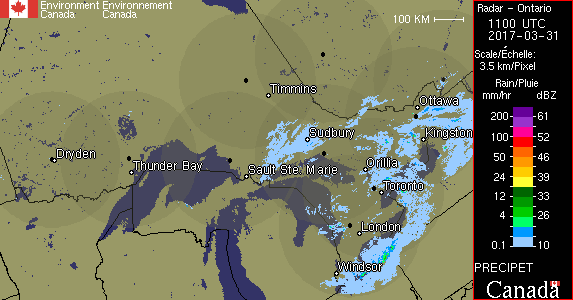 Environment Environnement
Canada Canada
100 KM
Timmins
Ottawa
Sudbury
Kingston
Dryden
Thunder Bay
Sault Ste. Marie
Orillia
Toronto
London
Windsor
Radar - Ontario
1100 UTC
2017-03-31
Scale/Échelle:
3.5 km/Pixel
Rain/Pluie
mm/hr dBZ
200 61
100 52
50 46
24 39
12 33
4 26
0.1 10
PRECIPET
Canada